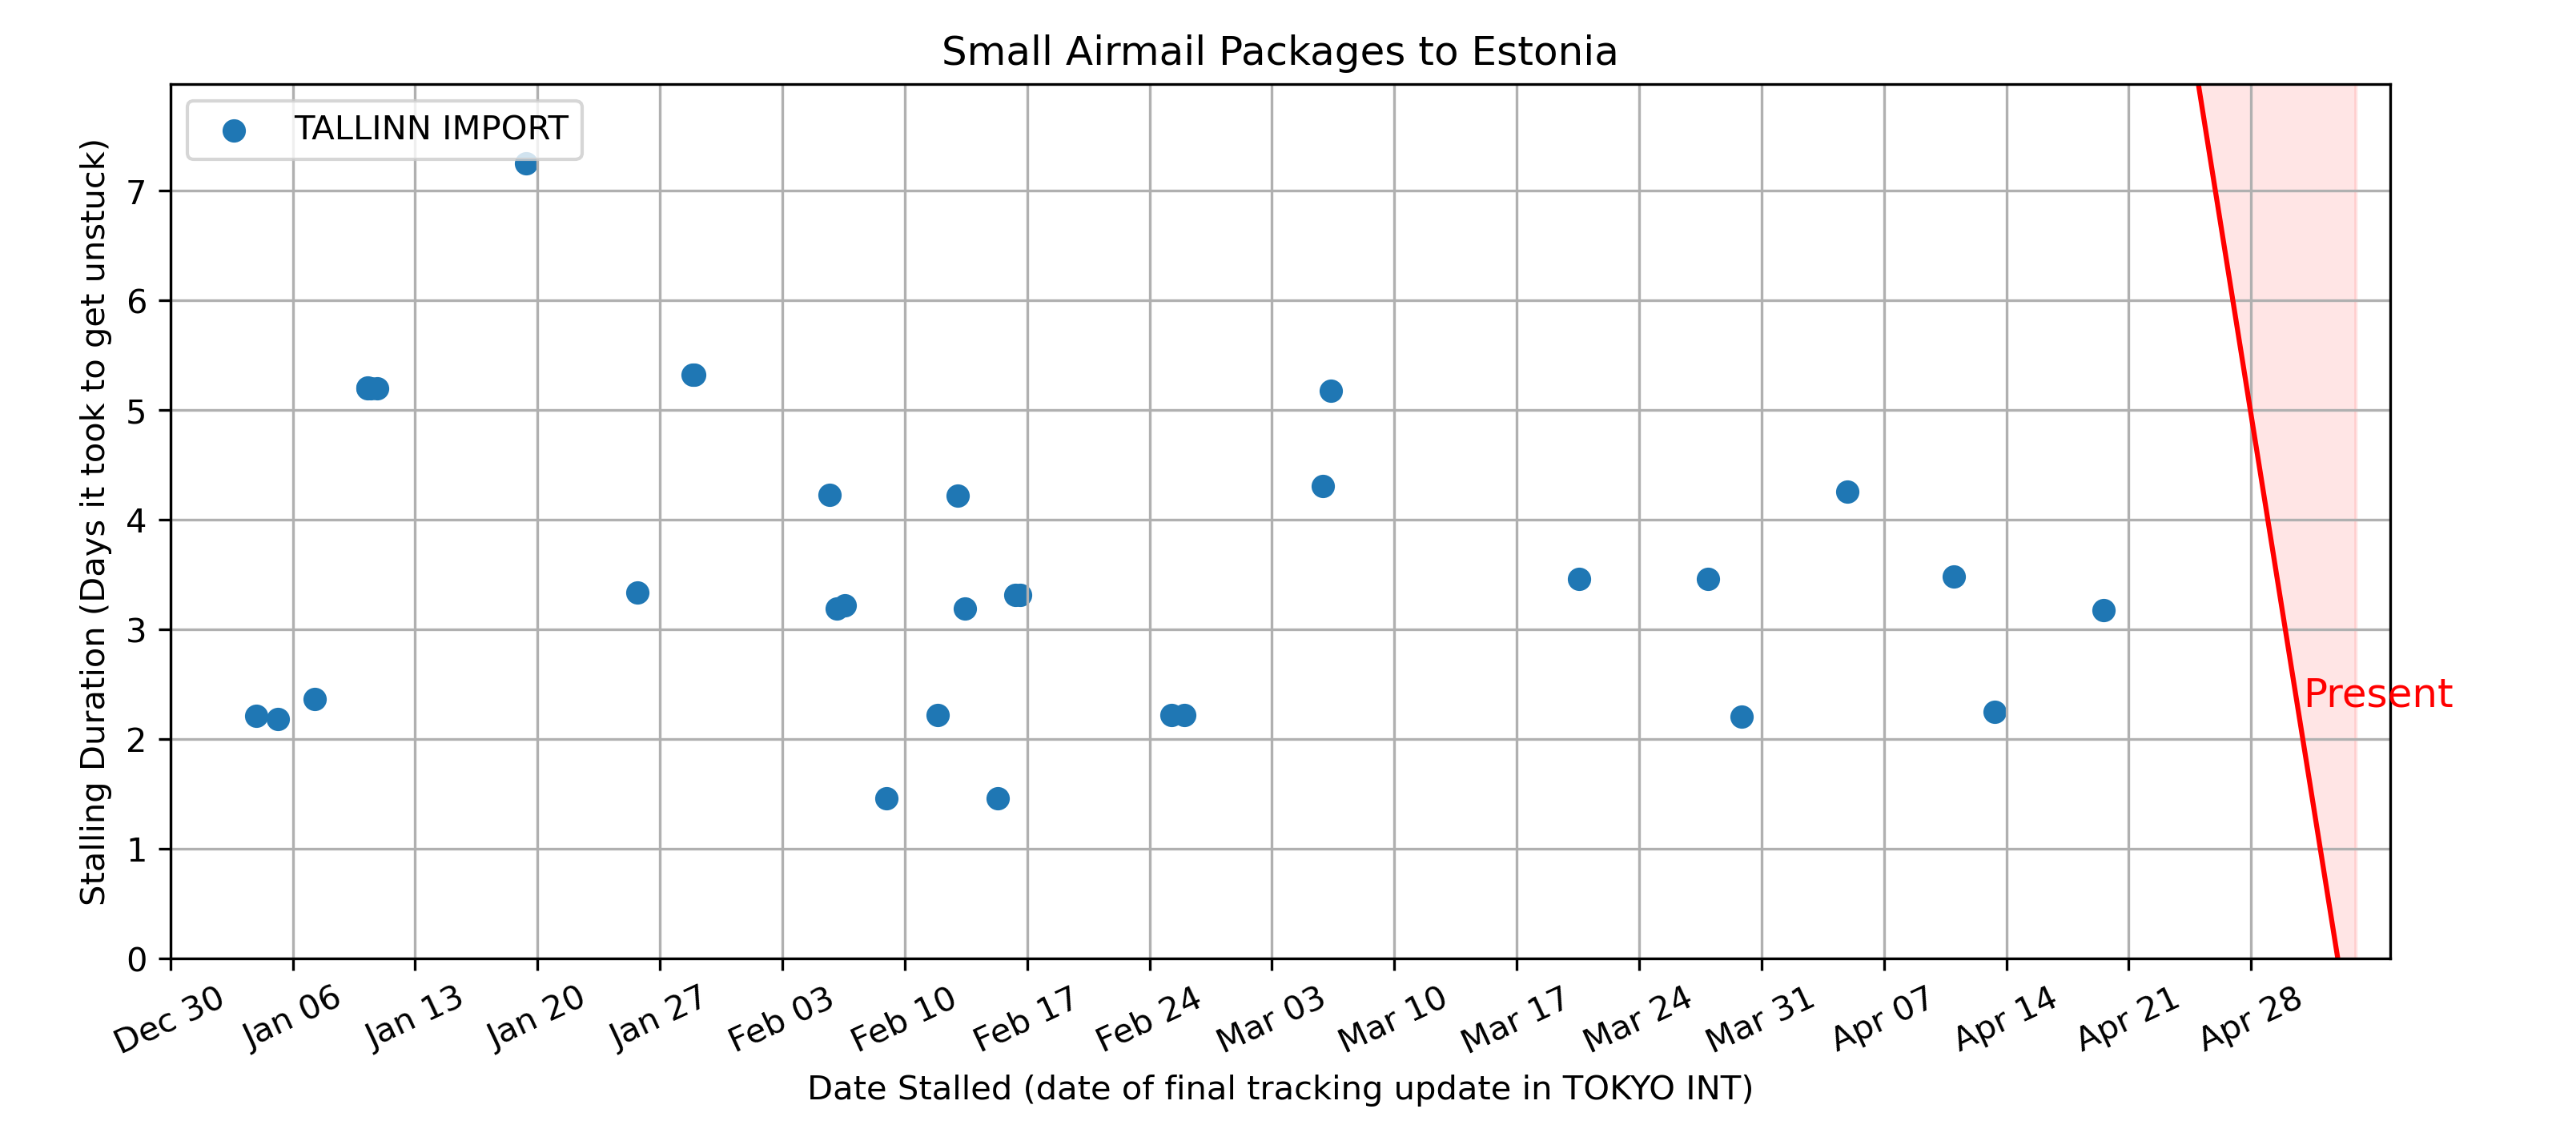 Small Airmail Packages to Estonia
TALLINN IMPORT
Stalling Duration (Days it took to get unstuck)
7
6
5
4
3
2
1
0
Present
Dec 30
Jan 06
Jan 13
Jan 20
Jan 27
Feb 03
Feb 10
Feb 17
Feb 24
Mar 03
Mar 10
Mar 17
Mar 24
Mar 31
Apr 07
Apr 14
Apr 21
Apr 28
Date Stalled (date of final tracking update in TOKYO INT)